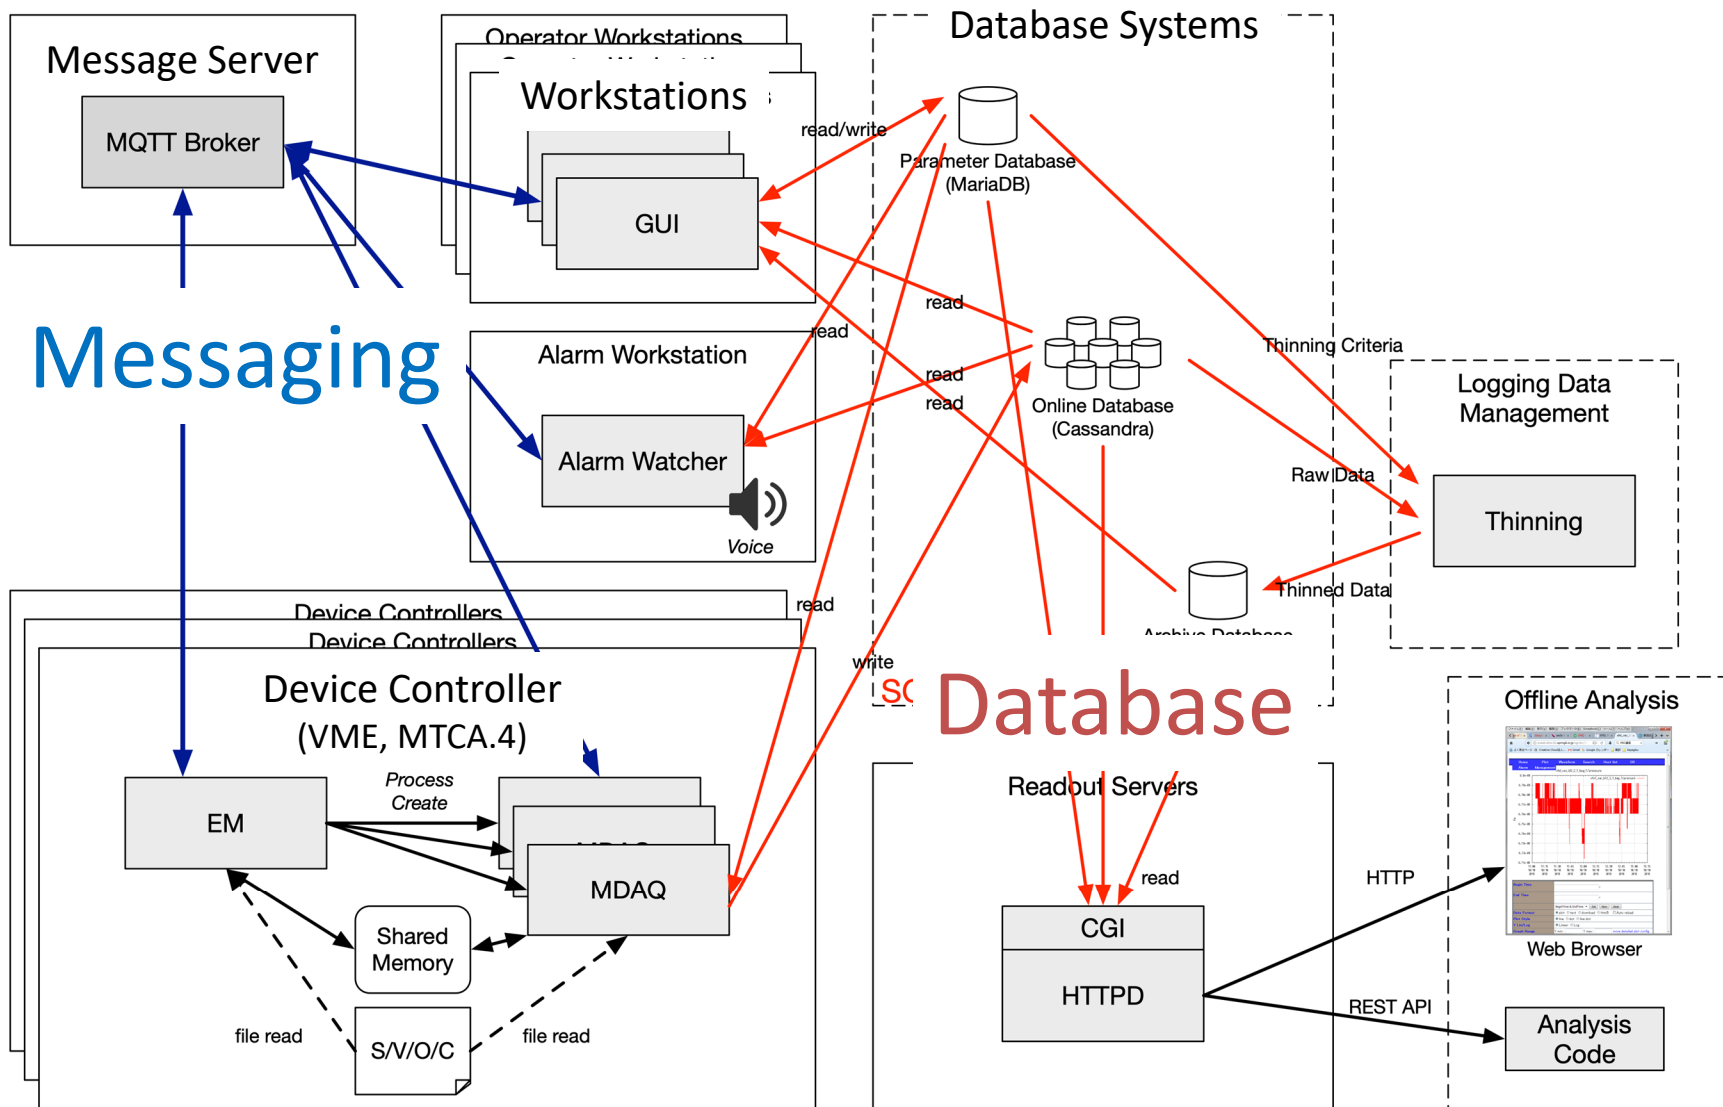 Message Server
MQTT Broker
Operator Workstations
Workstations
GUI
Database Systems
read/write
Parameter Database
(MariaDB)
read
read
Messaging
Alarm Workstation
Alarm Watcher
Voice
read
read
Online Database
(Cassandra)
Thinning Criteria
Logging Data
Management
Raw Data
Thinning
Thinned Data
read
write
Database
Device Controllers
Device Controllers
Device Controller
(VME, MTCA.4)
Process
Create
EM
MDAQ
Shared
Memory
file read
S/V/O/C
file read
Readout Servers
read
CGI
HTTPD
HTTP
REST API
Offline Analysis
Web Browser
Analysis
Code